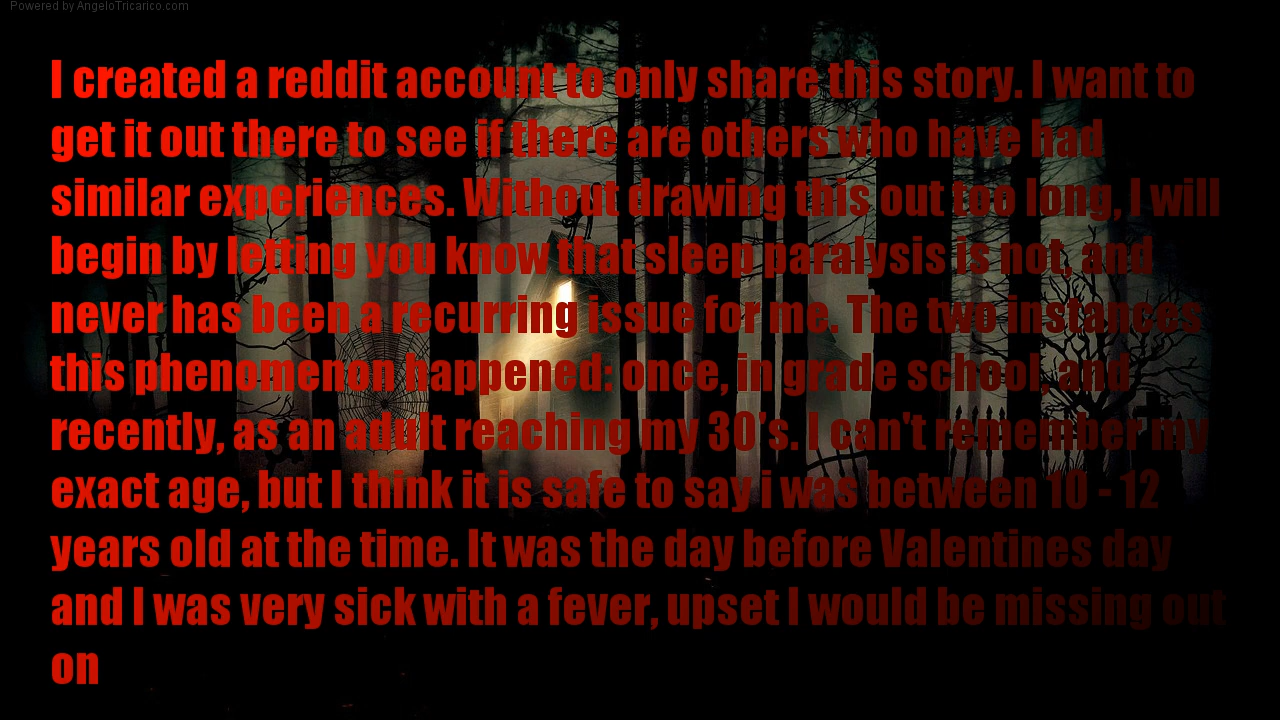 Powered by AngeloTricarico.com
I created a reddit account to only share this story. I want to
get it out there to see if there are others who have had
similar experiences. Without drawing this out too long, I will
begin by letting you know that sleep paralysis is not, and
never has been a recurring issue for me. The two instances
this phenomenon happened: once, in grade school, and
recently, as an adult reaching my 30's. I can't remember my
exact age, but I think it is safe to say i was between 10 - 12
years old at the time. It was the day before Valentines day
and I was very sick with a fever, upset I would be missing out
on